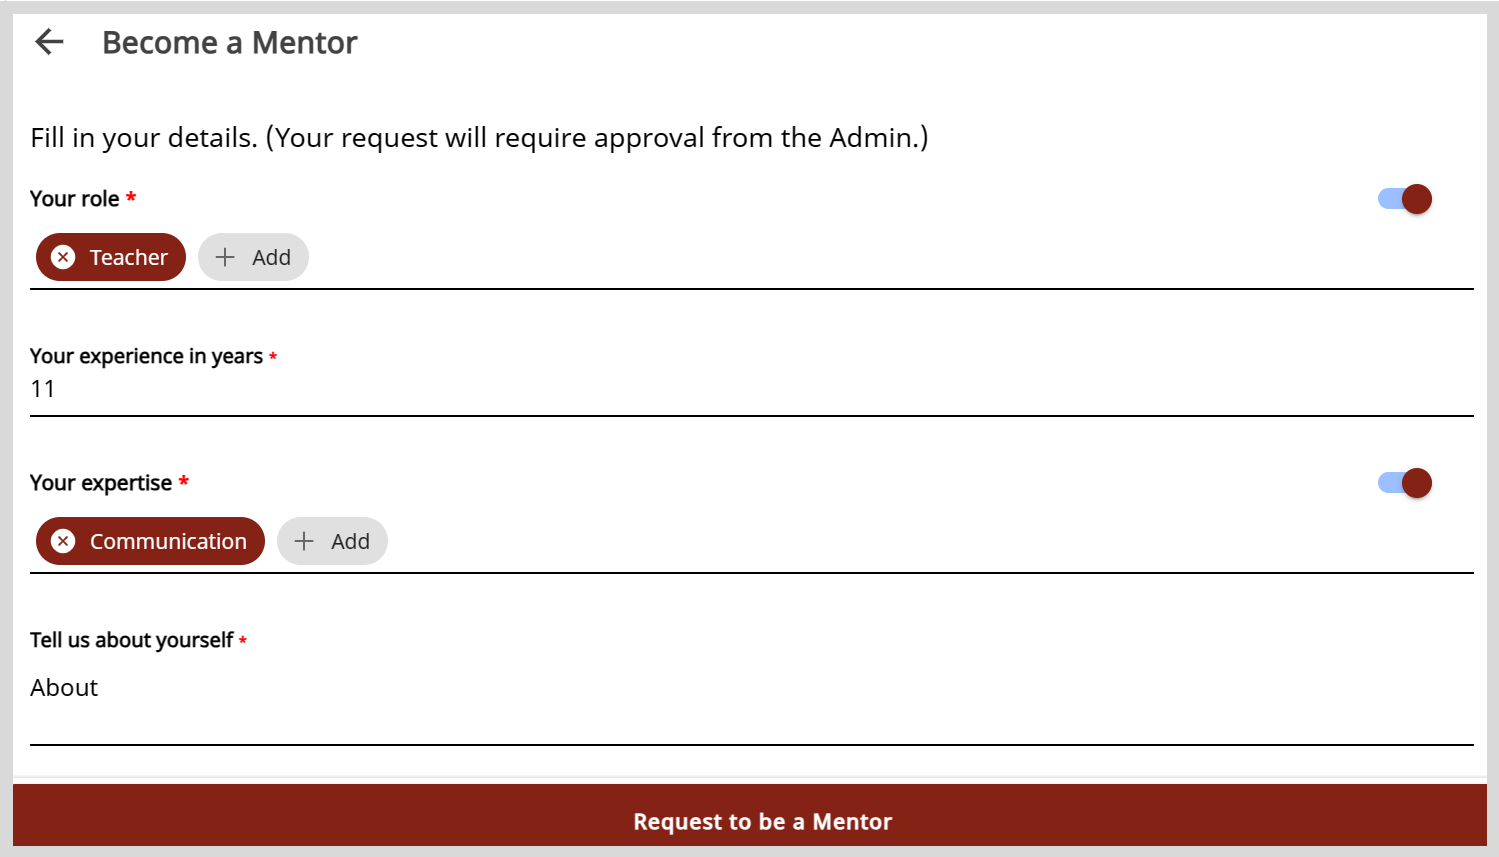 Become a Mentor
Fill in your details. (Your request will require approval from the Admin.)
Your role *
Teacher Add
Your experience in years *
11
Your expertise *
Communication Add
Tell us about yourself *
About
Request to be a Mentor